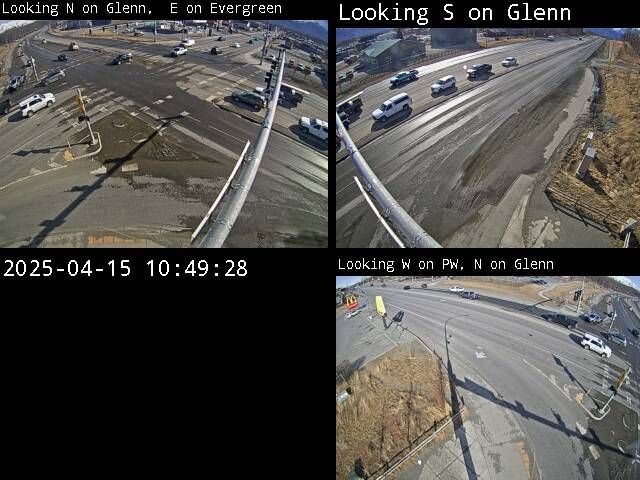 Looking N on Glenn,  E on Evergreen
Looking S on Glenn
2025-04-15 10:49:28
Looking W on PW, N on Glenn